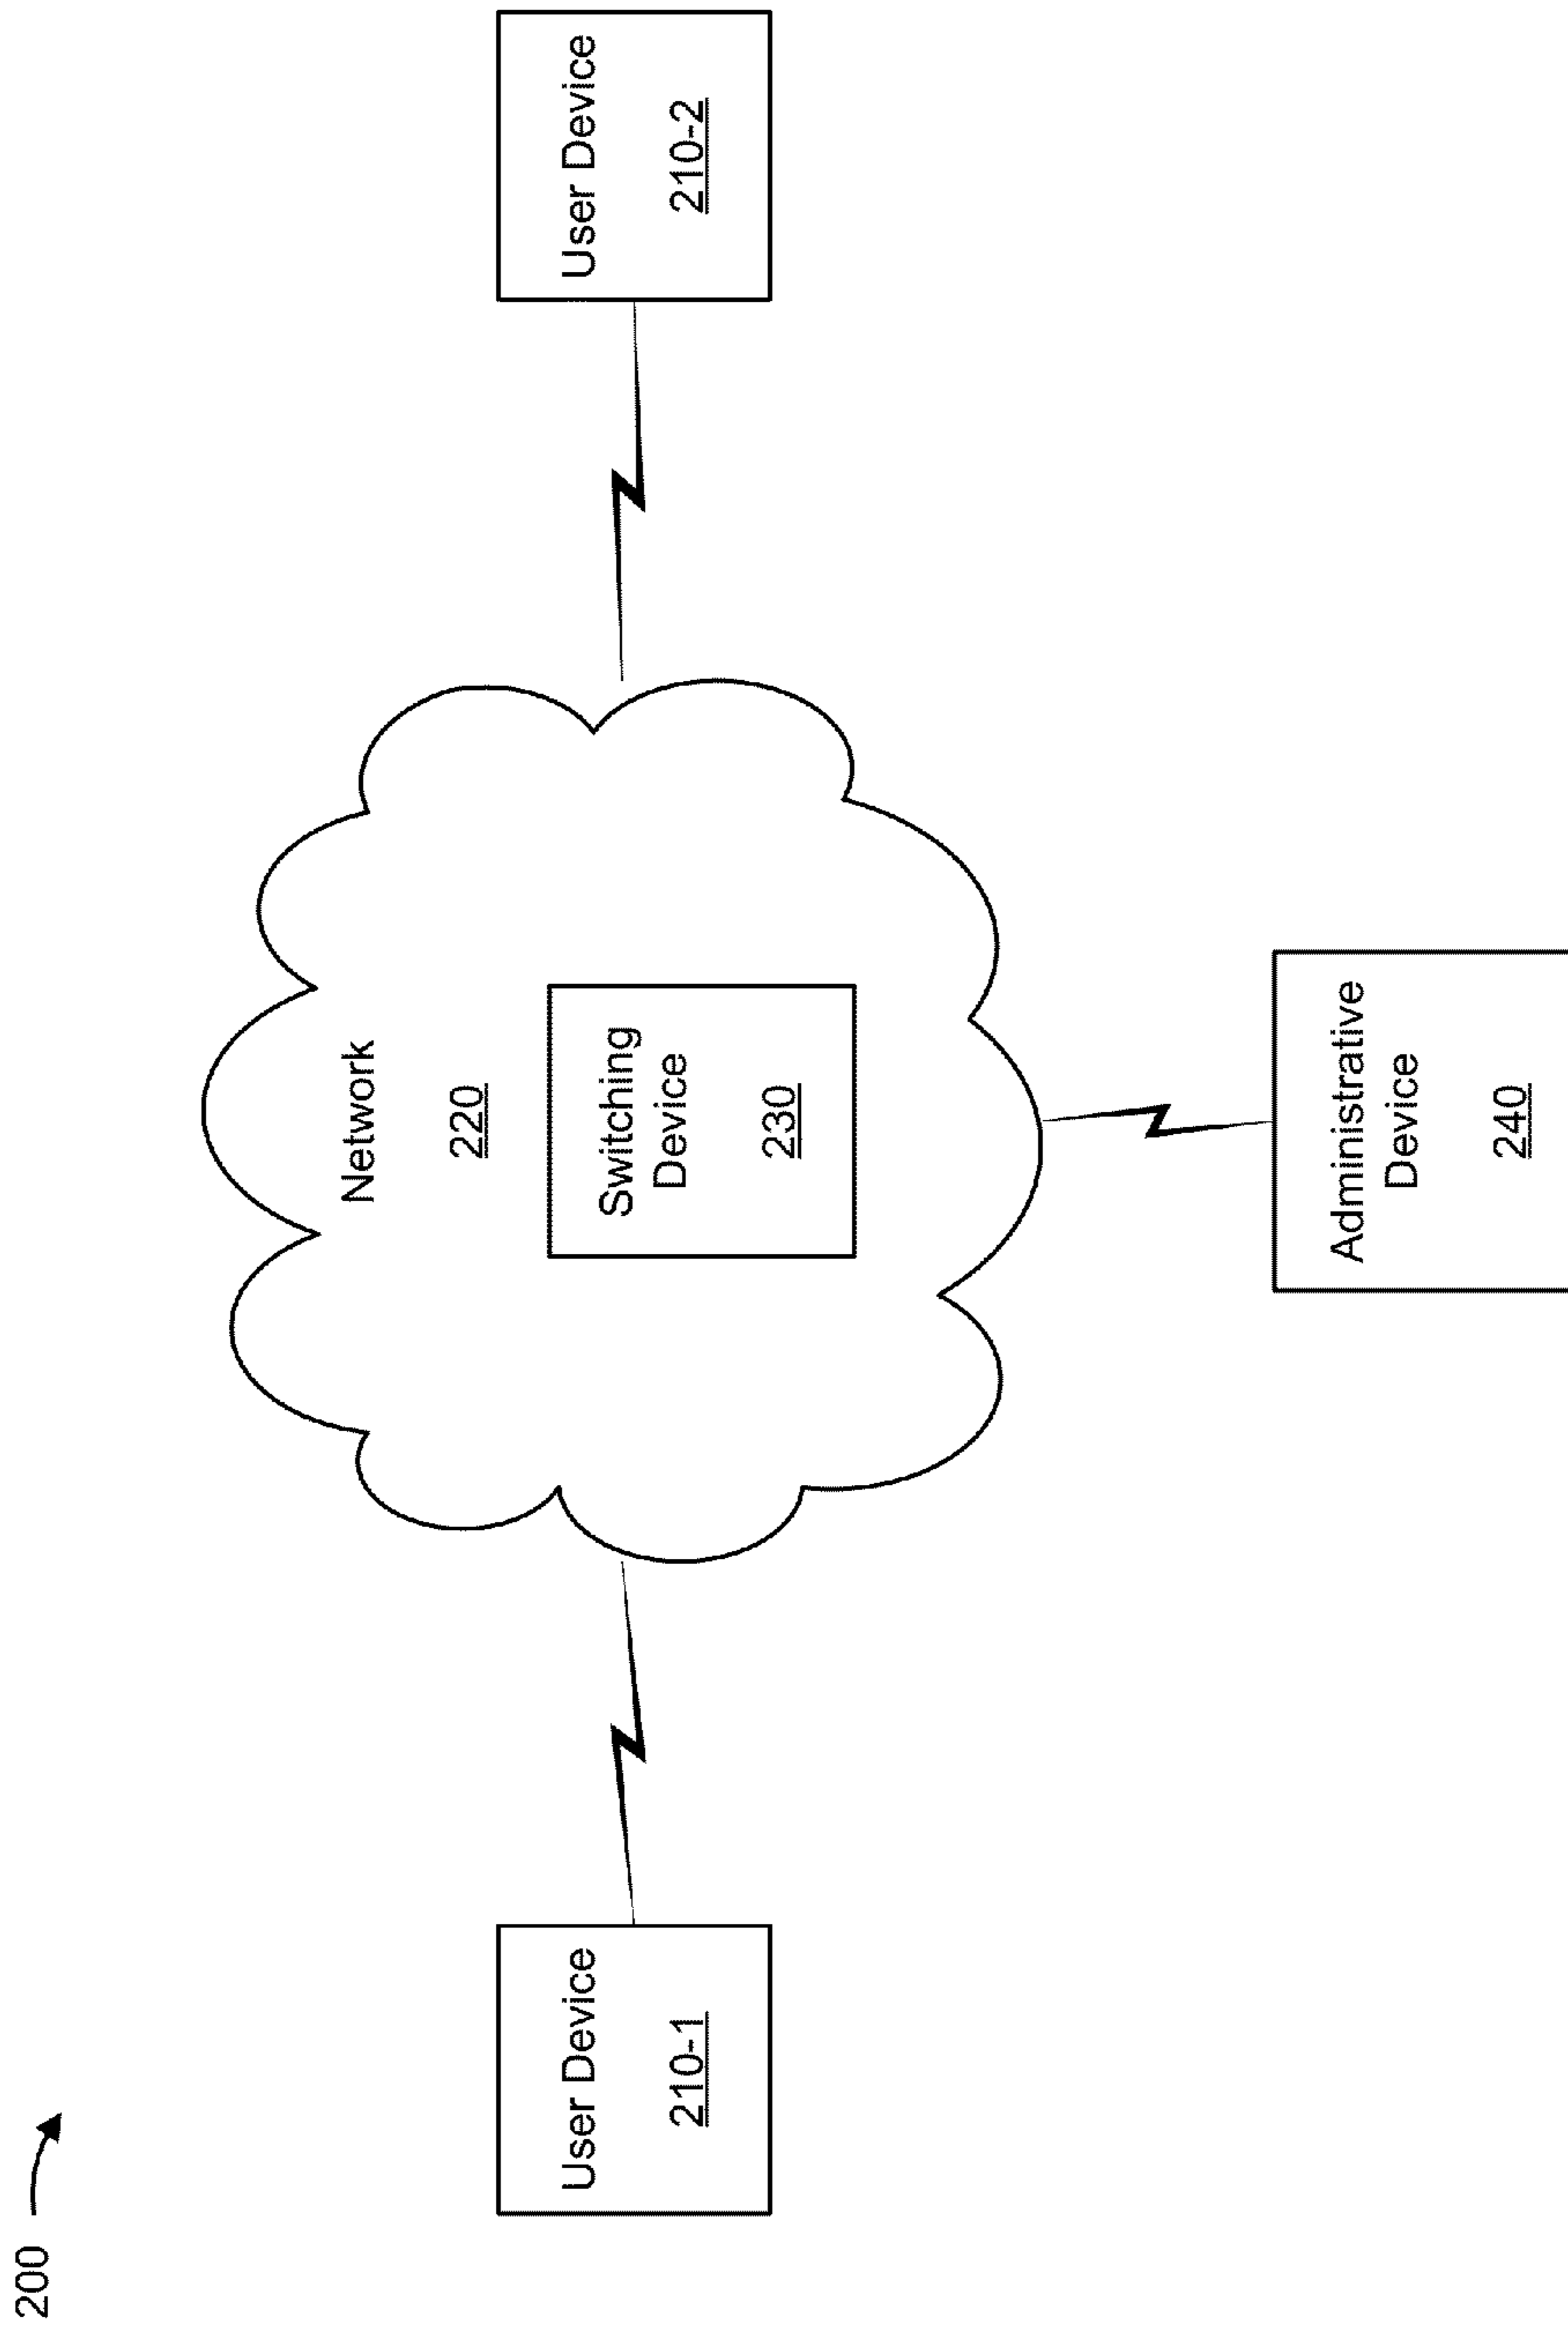 200
Network
220
User Device
210-1
Switching
Device
230
User Device
210-2
Administrative
Device
240